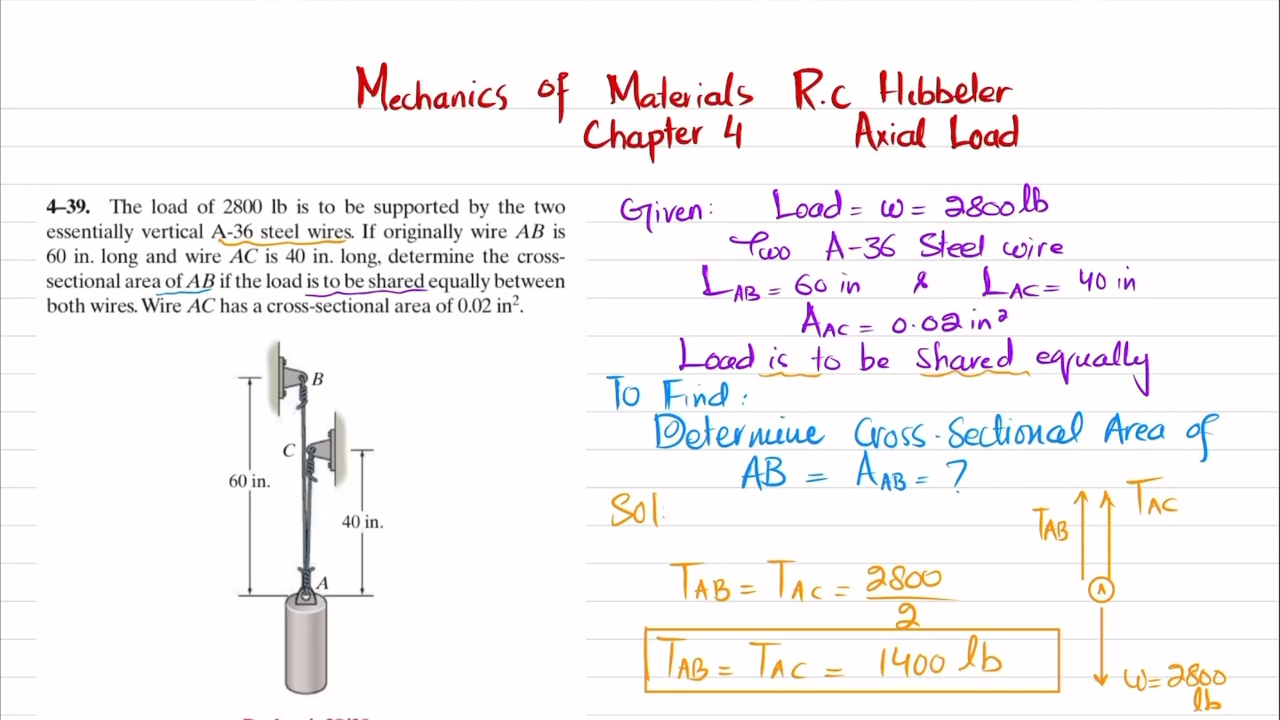 Mechanics of Materials R.C Hibbeler
Chapter 4 Axial Load
4–39. The load of 2800 lb is to be supported by the two
essentially vertical A-36 steel wires. If originally wire AB is
60 in. long and wire AC is 40 in. long, determine the cross-
sectional area of AB if the load is to be shared equally between
both wires. Wire AC has a cross-sectional area of 0.02 in².
B
C
60 in.
40 in.
A
Given: Load = w = 2800 lb
Two A-36 Steel wire
L_AB = 60 in & L_AC = 40 in
A_AC = 0.02 in²
Load is to be shared equally
To Find:
Determine Cross-Sectional Area of
AB = A_AB = ?
Sol:
T_AB = T_AC = 2800/2
T_AB = T_AC = 1400 lb
T_AB
T_AC
A
w = 2800
lb